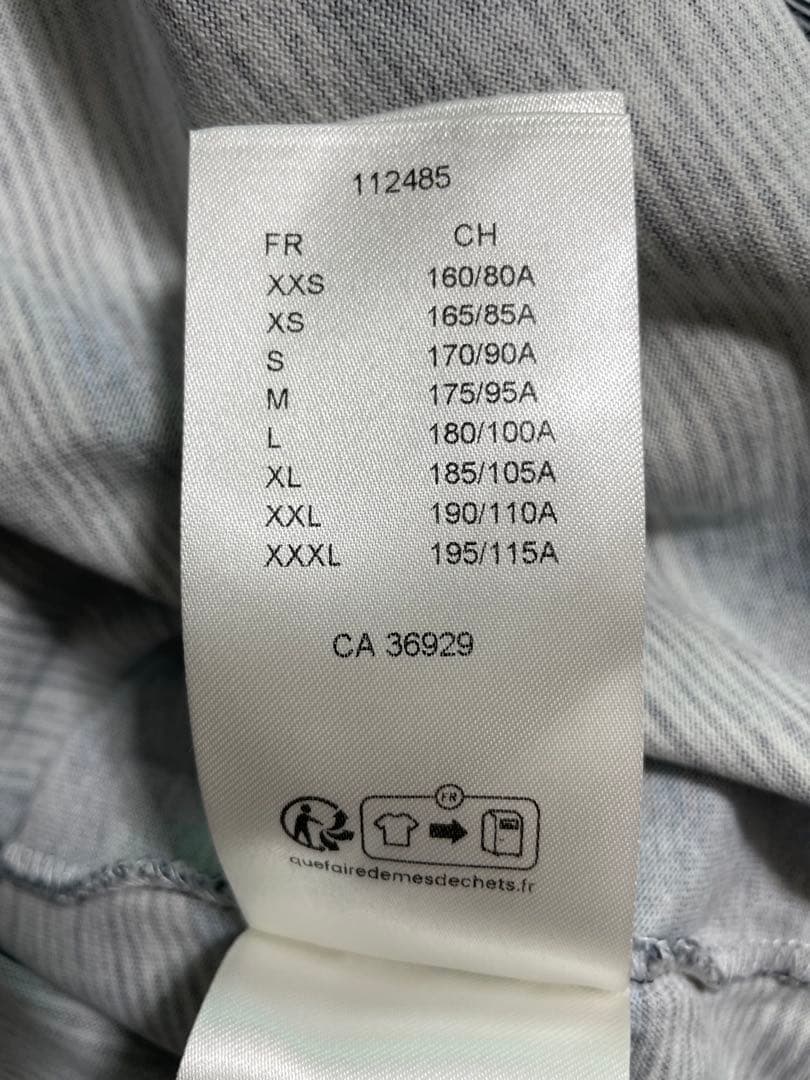 112485
FR CH
XXS 160/80A
XS 165/85A
S 170/90A
M 175/95A
L 180/100A
XL 185/105A
XXL 190/110A
XXXL 195/115A
CA 36929
FR
quefairedemesdechets.fr